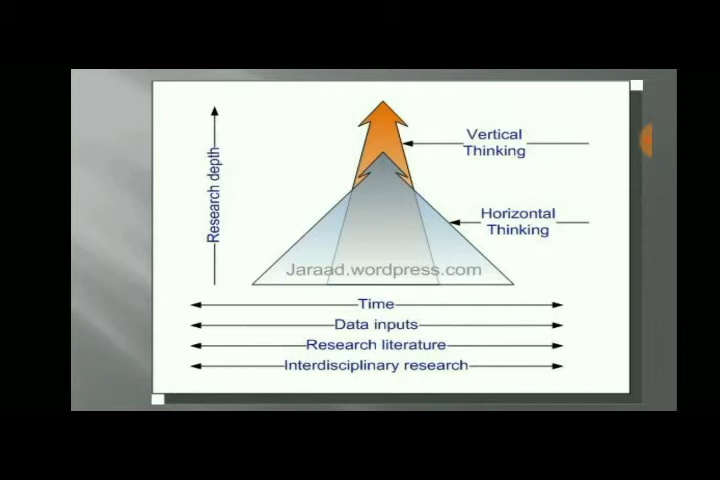 Vertical
Thinking
Research depth
Horizontal
Thinking
Jaraad.wordpress.com
Time
Data inputs
Research literature
Interdisciplinary research